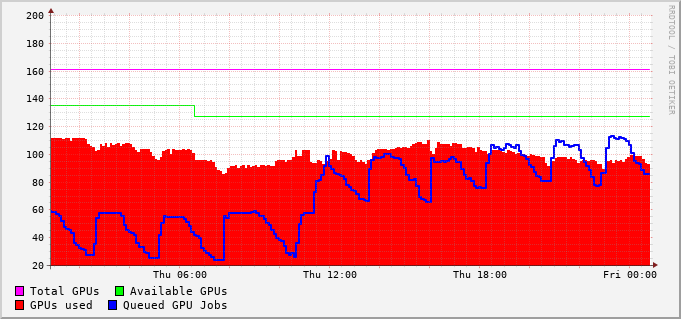 RRDTOOL / TOBI OETIKER
200
180
160
140
120
100
80
60
40
20
Thu 06:00 Thu 12:00 Thu 18:00 Fri 00:00
Total GPUs Available GPUs
GPUs used Queued GPU Jobs